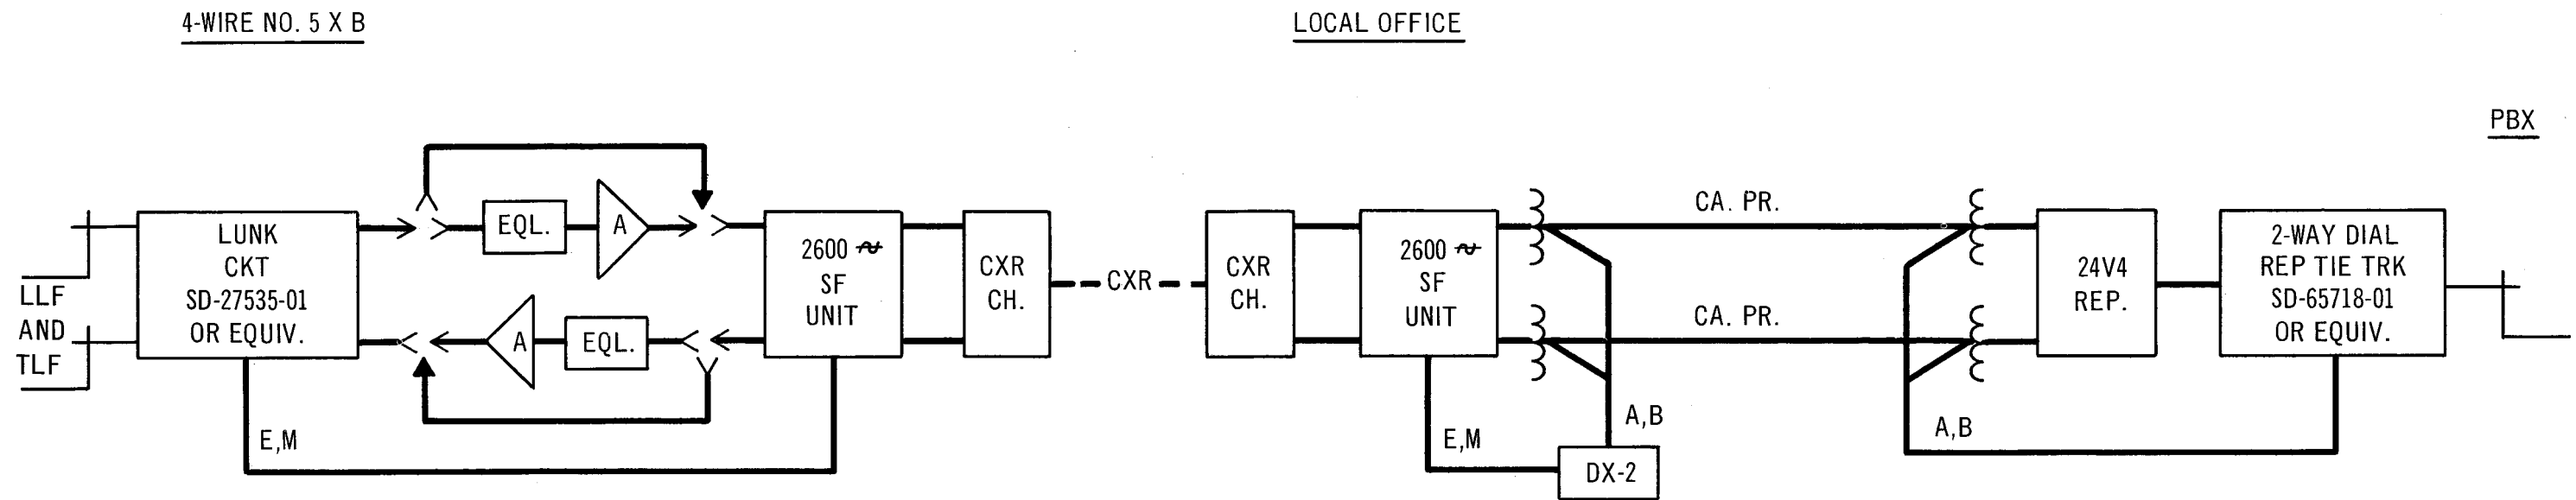 4-WIRE NO. 5 X B
LOCAL OFFICE
PBX
LLF
AND
TLF
LUNK
CKT
SD-27535-01
OR EQUIV.
EQL.
A
A
EQL.
E,M
2600 ~
SF
UNIT
CXR
CH.
CXR
CXR
CH.
2600 ~
SF
UNIT
E,M
DX-2
A,B
CA. PR.
CA. PR.
A,B
24V4
REP.
2-WAY DIAL
REP TIE TRK
SD-65718-01
OR EQUIV.